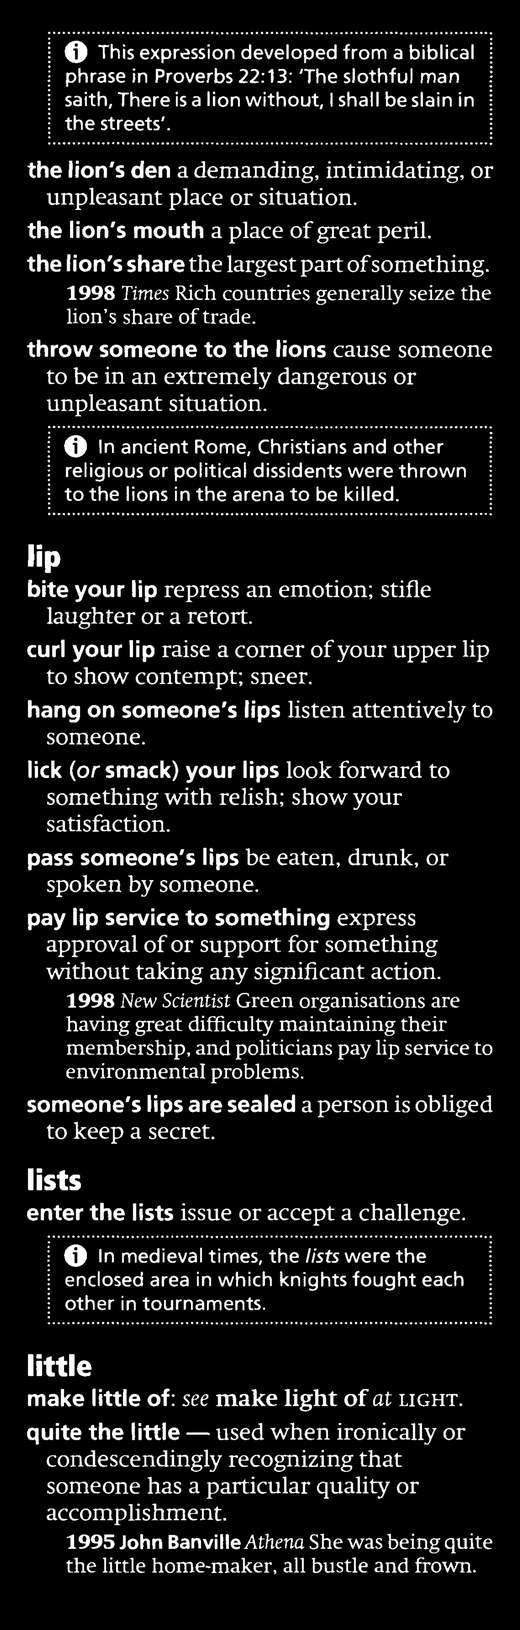 This expression developed from a biblical
phrase in Proverbs 22:13: ‘The slothful man
saith, There is a lion without, I shall be slain in
the streets’.
the lion’s den a demanding, intimidating, or
unpleasant place or situation.
the lion’s mouth a place of great peril.
the lion’s share the largest part of something.
1998 Times Rich countries generally seize the
lion’s share of trade.
throw someone to the lions cause someone
to be in an extremely dangerous or
unpleasant situation.
In ancient Rome, Christians and other
religious or political dissidents were thrown
to the lions in the arena to be killed.
lip
bite your lip repress an emotion; stifle
laughter or a retort.
curl your lip raise a corner of your upper lip
to show contempt; sneer.
hang on someone’s lips listen attentively to
someone.
lick (or smack) your lips look forward to
something with relish; show your
satisfaction.
pass someone’s lips be eaten, drunk, or
spoken by someone.
pay lip service to something express
approval of or support for something
without taking any significant action.
1998 New Scientist Green organisations are
having great difficulty maintaining their
membership, and politicians pay lip service to
environmental problems.
someone’s lips are sealed a person is obliged
to keep a secret.
lists
enter the lists issue or accept a challenge.
In medieval times, the lists were the
enclosed area in which knights fought each
other in tournaments.
little
make little of: see make light of at LIGHT.
quite the little — used when ironically or
condescendingly recognizing that
someone has a particular quality or
accomplishment.
1995 John Banville Athena She was being quite
the little home-maker, all bustle and frown.